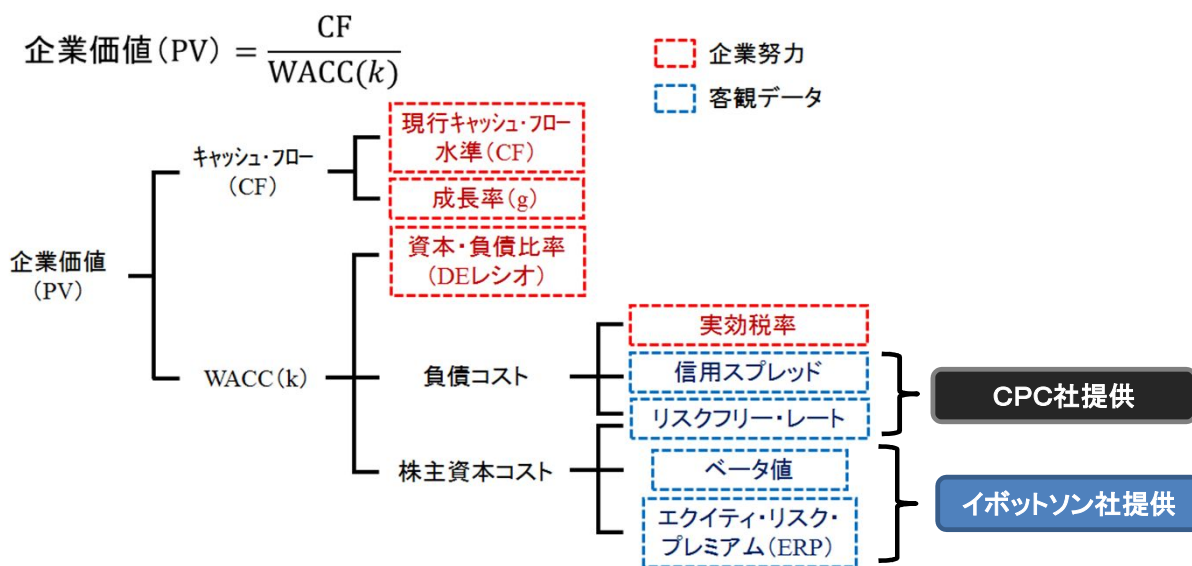 企業価値(PV) = CF / WACC(k)
企業努力
客観データ
現行キャッシュ・フロー
水準(CF)
キャッシュ・フロー
(CF)
成長率(g)
資本・負債比率
(DEレシオ)
企業価値
(PV)
実効税率
WACC(k)
負債コスト
信用スプレッド
CPC社提供
リスクフリー・レート
株主資本コスト
ベータ値
イボットソン社提供
エクイティ・リスク・
プレミアム(ERP)